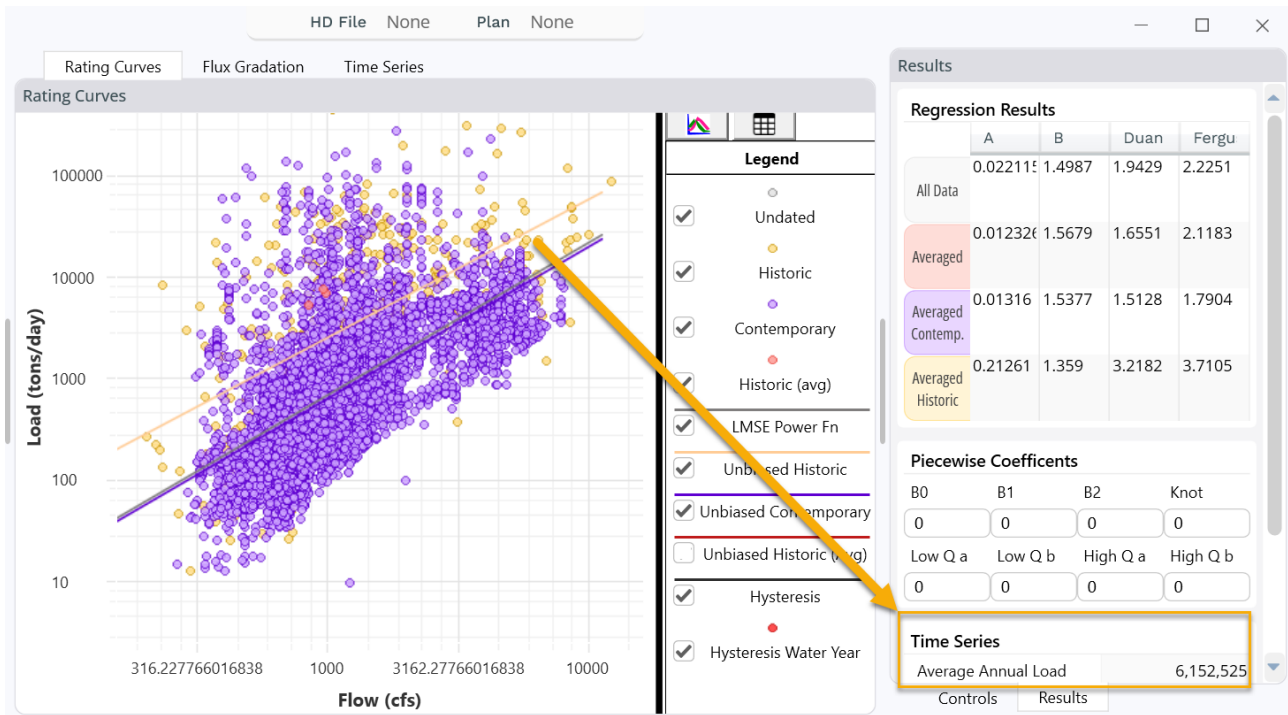 HD File None Plan None
Rating Curves Flux Gradation Time Series
Rating Curves
100000
10000
1000
100
10
Load (tons/day)
316.227766016838 1000 3162.27766016838 10000
Flow (cfs)
Legend
Undated
Historic
Contemporary
Historic (avg)
LMSE Power Fn
Unbiased Historic
Unbiased Contemporary
Unbiased Historic (Avg)
Hysteresis
Hysteresis Water Year
Results
Regression Results
A B Duan Fergu
All Data 0.022115 1.4987 1.9429 2.2251
Averaged 0.012326 1.5679 1.6551 2.1183
Averaged Contemp. 0.01316 1.5377 1.5128 1.7904
Averaged Historic 0.21261 1.359 3.2182 3.7105
Piecewise Coefficents
B0 B1 B2 Knot
0 0 0 0
Low Q a Low Q b High Q a High Q b
0 0 0 0
Time Series
Average Annual Load 6,152,525
Controls Results